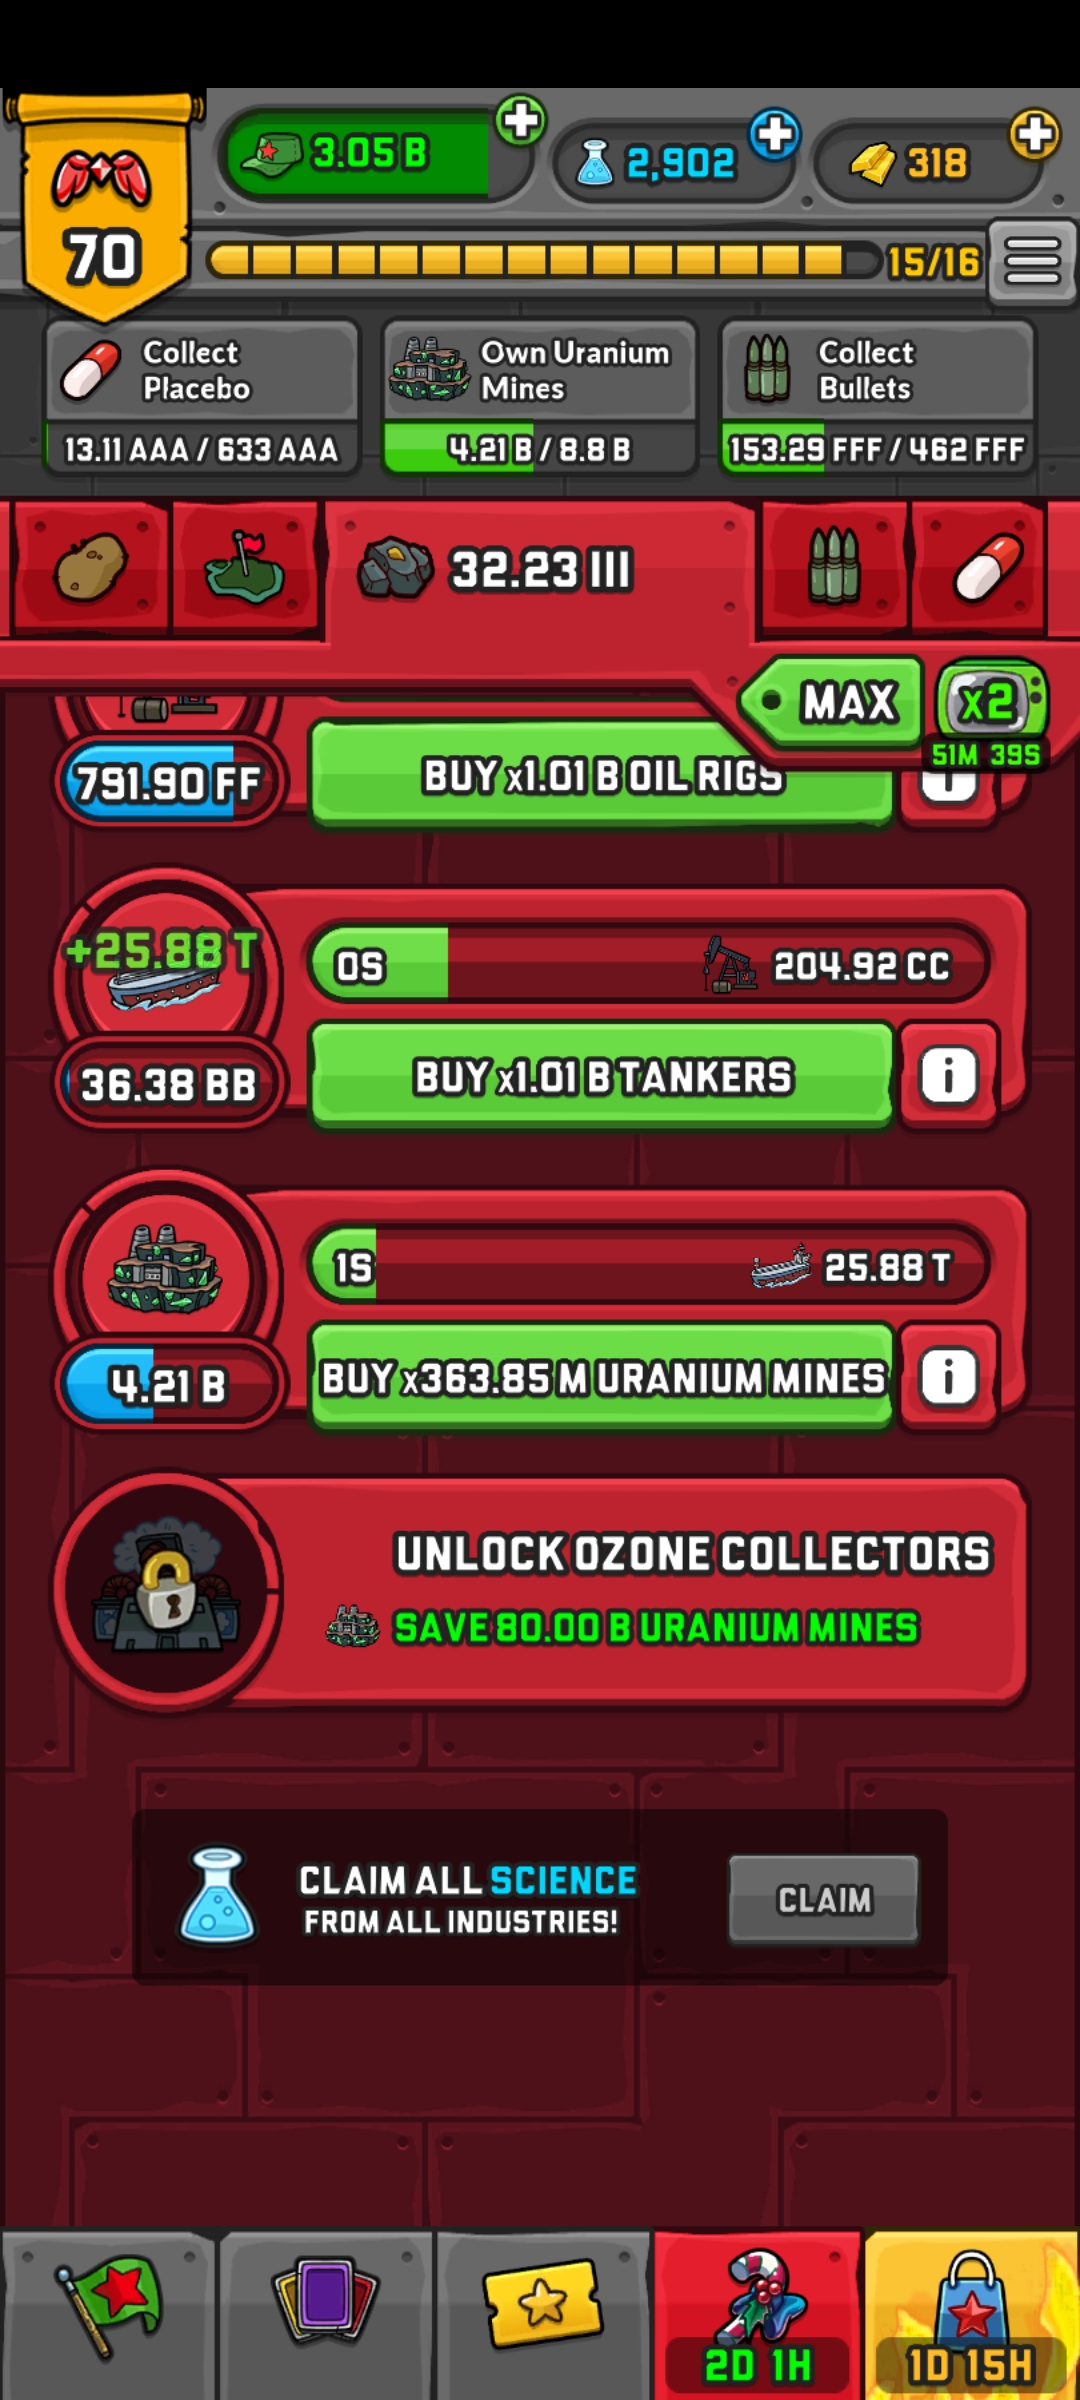 3.05 B
2,902
318
70
15/16
Collect Placebo
13.11 AAA / 633 AAA
Own Uranium Mines
4.21 B / 8.8 B
Collect Bullets
153.29 FFF / 462 FFF
32.23 III
MAX
x2
51M 39S
791.90 FF
BUY x1.01 B OIL RIGS
+25.88 T
0S
204.92 CC
36.38 BB
BUY x1.01 B TANKERS
i
1S
25.88 T
4.21 B
BUY x363.85 M URANIUM MINES
i
UNLOCK OZONE COLLECTORS
SAVE 80.00 B URANIUM MINES
CLAIM ALL SCIENCE
FROM ALL INDUSTRIES!
CLAIM
2D 1H
1D 15H